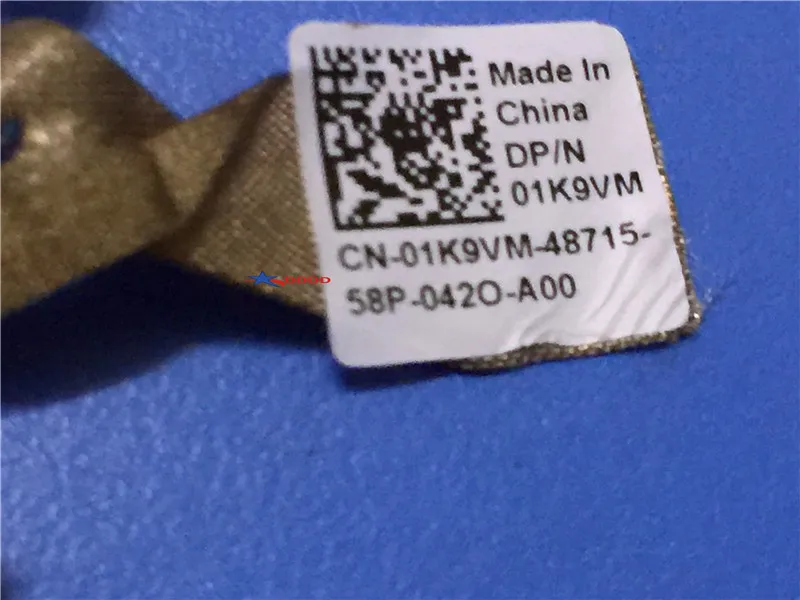 Made In
China
DP/N
01K9VM
CN-01K9VM-48715-
58P-042O-A00